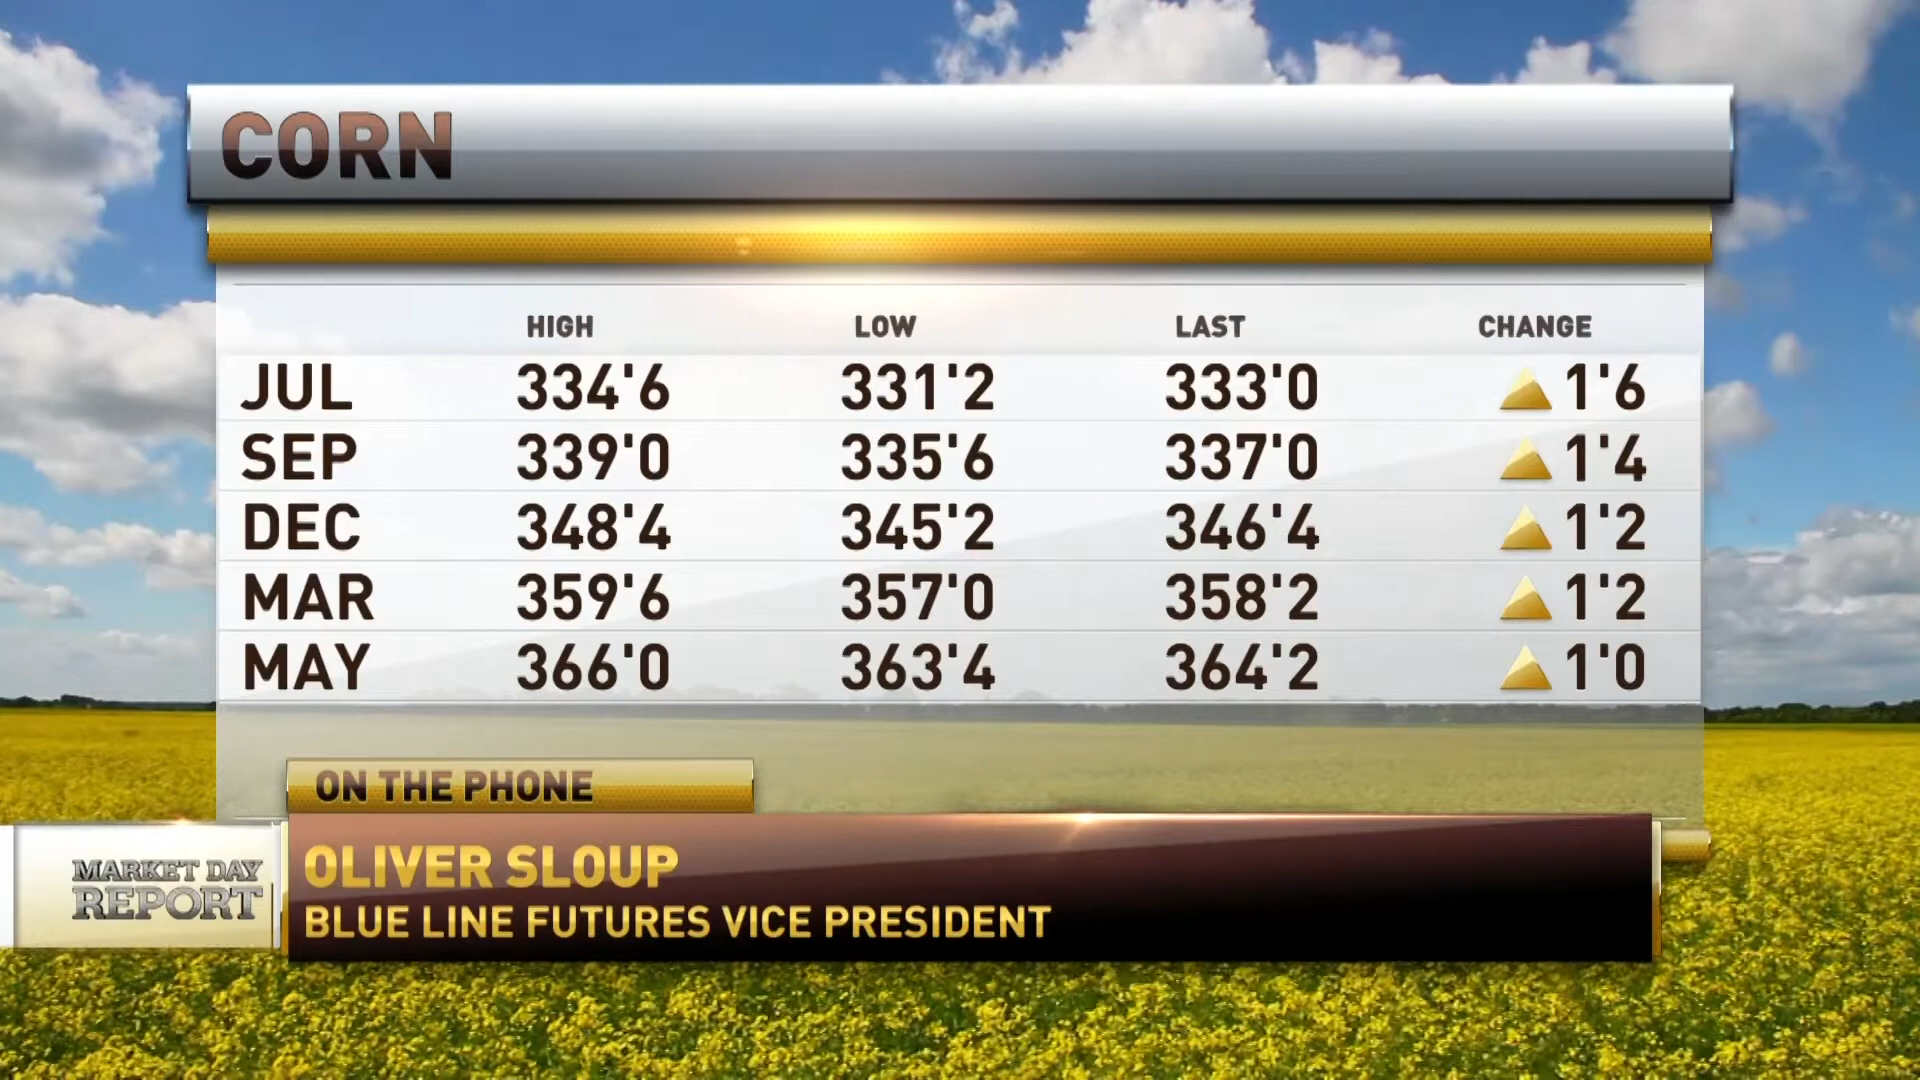 CORN
HIGH LOW LAST CHANGE
JUL 334'6 331'2 333'0 1'6
SEP 339'0 335'6 337'0 1'4
DEC 348'4 345'2 346'4 1'2
MAR 359'6 357'0 358'2 1'2
MAY 366'0 363'4 364'2 1'0
ON THE PHONE
MARKET DAY
REPORT
OLIVER SLOUP
BLUE LINE FUTURES VICE PRESIDENT